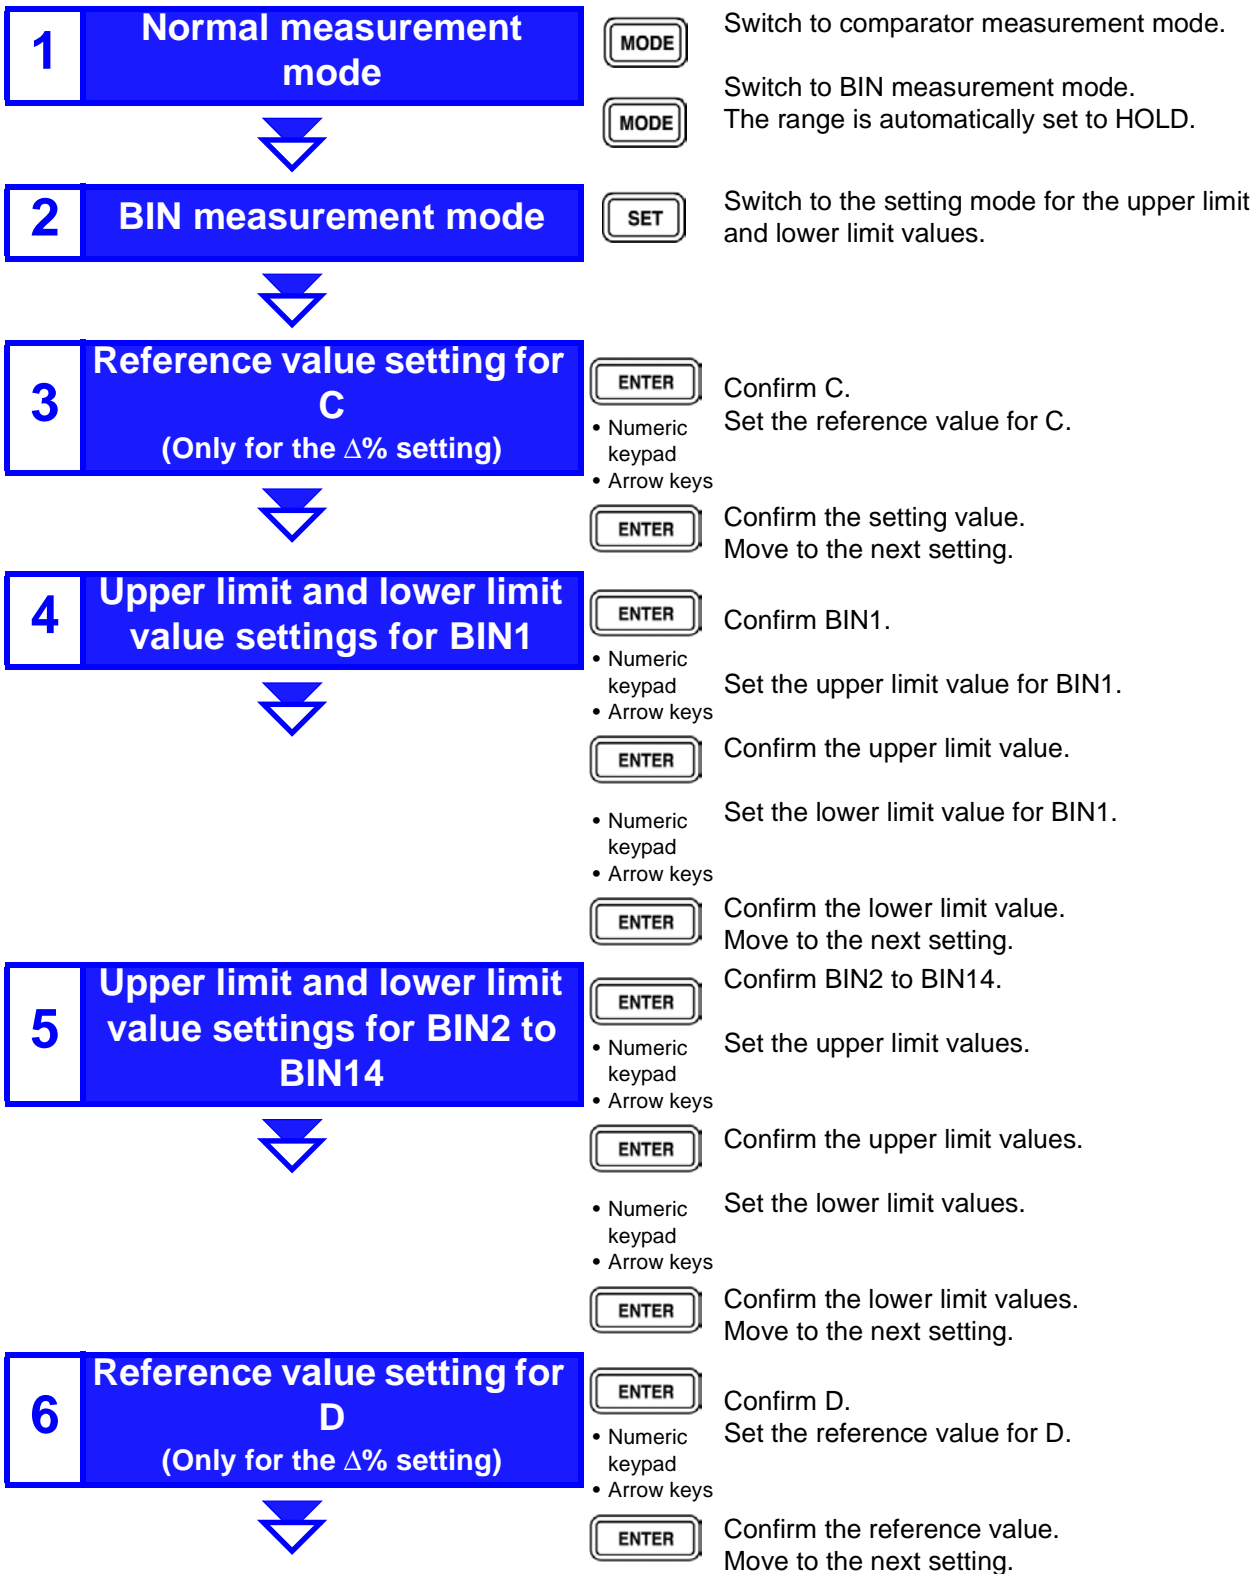 1
Normal measurement
mode
MODE
Switch to comparator measurement mode.
MODE
Switch to BIN measurement mode.
The range is automatically set to HOLD.
2
BIN measurement mode
SET
Switch to the setting mode for the upper limit
and lower limit values.
3
Reference value setting for
C
(Only for the Δ% setting)
ENTER
Confirm C.
• Numeric
keypad
• Arrow keys
Set the reference value for C.
ENTER
Confirm the setting value.
Move to the next setting.
4
Upper limit and lower limit
value settings for BIN1
ENTER
Confirm BIN1.
• Numeric
keypad
• Arrow keys
Set the upper limit value for BIN1.
ENTER
Confirm the upper limit value.
• Numeric
keypad
• Arrow keys
Set the lower limit value for BIN1.
ENTER
Confirm the lower limit value.
Move to the next setting.
5
Upper limit and lower limit
value settings for BIN2 to
BIN14
ENTER
Confirm BIN2 to BIN14.
• Numeric
keypad
• Arrow keys
Set the upper limit values.
ENTER
Confirm the upper limit values.
• Numeric
keypad
• Arrow keys
Set the lower limit values.
ENTER
Confirm the lower limit values.
Move to the next setting.
6
Reference value setting for
D
(Only for the Δ% setting)
ENTER
Confirm D.
• Numeric
keypad
• Arrow keys
Set the reference value for D.
ENTER
Confirm the reference value.
Move to the next setting.